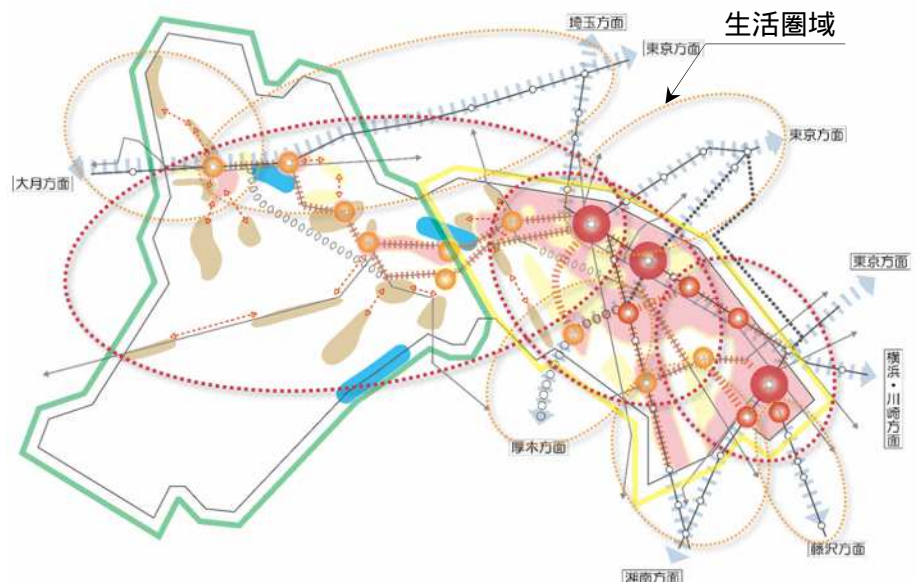 埼玉方面
生活圏域
東京方面
東京方面
大月方面
東京方面
横浜・川崎方面
厚木方面
藤沢方面
湘南方面